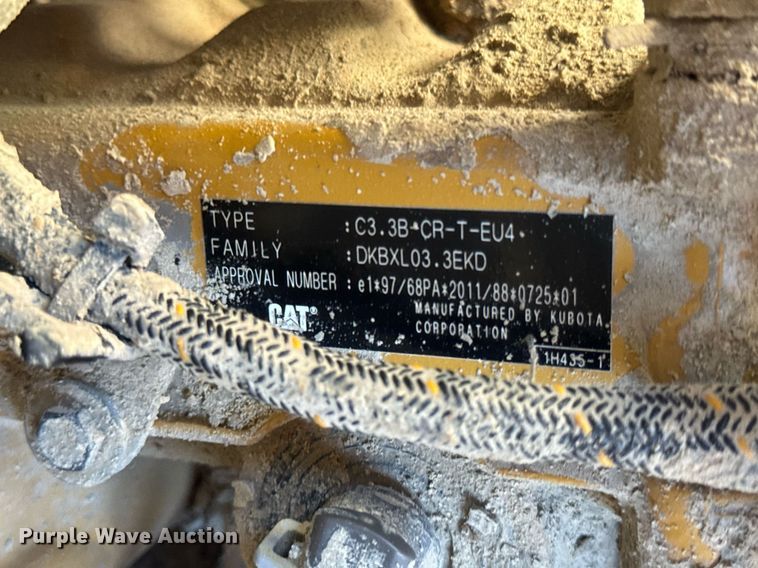 TYPE :C3.3B-CR-T-EU4
FAMILY :DKBXL03.3EKD
APPROVAL NUMBER :e1*97/68PA*2011/88*0725*01
CAT®
MANUFACTURED BY KUBOTA
CORPORATION
1H435-1
Purple Wave Auction